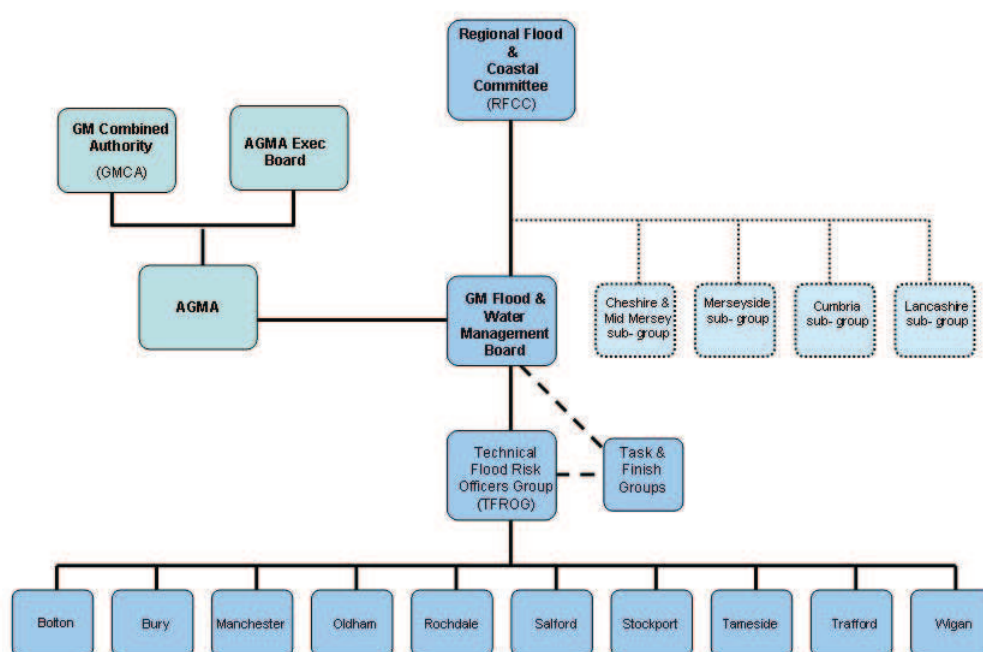 Regional Flood
&
Coastal
Committee
(RFCC)
GM Combined
Authority
(GMCA)
AGMA Exec
Board
AGMA
GM Flood &
Water
Management
Board
Cheshire &
Mid Mersey
sub- group
Merseyside
sub- group
Cumbria
sub- group
Lancashire
sub- group
Technical
Flood Risk
Officers Group
(TFROG)
Task &
Finish
Groups
Bolton
Bury
Manchester
Oldham
Rochdale
Salford
Stockport
Tameside
Trafford
Wigan